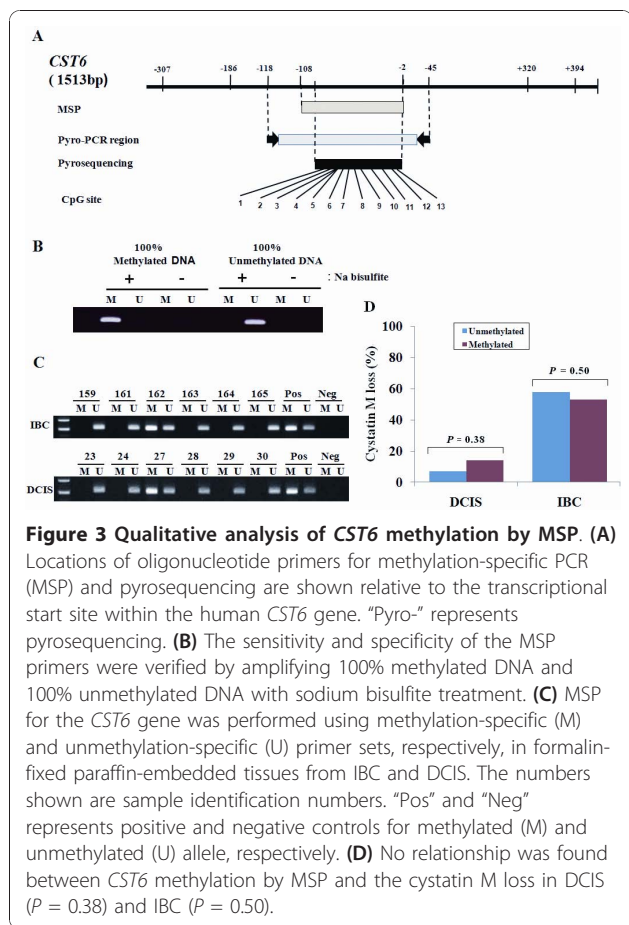 A
CST6
(1513bp)
-307 -186 -118 -108 -2 -45 +320 +394
MSP
Pyro-PCR region
Pyrosequencing
CpG site
1 2 3 4 5 6 7 8 9 10 11 12 13
B
100%
Methylated DNA
100%
Unmethylated DNA
+ - + - : Na bisulfite
M U M U M U M U
C
159 161 162 163 164 165 Pos Neg
M U M U M U M U M U M U M U M U
IBC
23 24 27 28 29 30 Pos Neg
M U M U M U M U M U M U M U M U
DCIS
D
Cystatin M loss (%)
100
80
60
40
20
0
Unmethylated
Methylated
P = 0.38
P = 0.50
DCIS IBC
Figure 3 Qualitative analysis of CST6 methylation by MSP. (A)
Locations of oligonucleotide primers for methylation-specific PCR
(MSP) and pyrosequencing are shown relative to the transcriptional
start site within the human CST6 gene. “Pyro-” represents
pyrosequencing. (B) The sensitivity and specificity of the MSP
primers were verified by amplifying 100% methylated DNA and
100% unmethylated DNA with sodium bisulfite treatment. (C) MSP
for the CST6 gene was performed using methylation-specific (M)
and unmethylation-specific (U) primer sets, respectively, in formalin-
fixed paraffin-embedded tissues from IBC and DCIS. The numbers
shown are sample identification numbers. “Pos” and “Neg”
represents positive and negative controls for methylated (M) and
unmethylated (U) allele, respectively. (D) No relationship was found
between CST6 methylation by MSP and the cystatin M loss in DCIS
(P = 0.38) and IBC (P = 0.50).